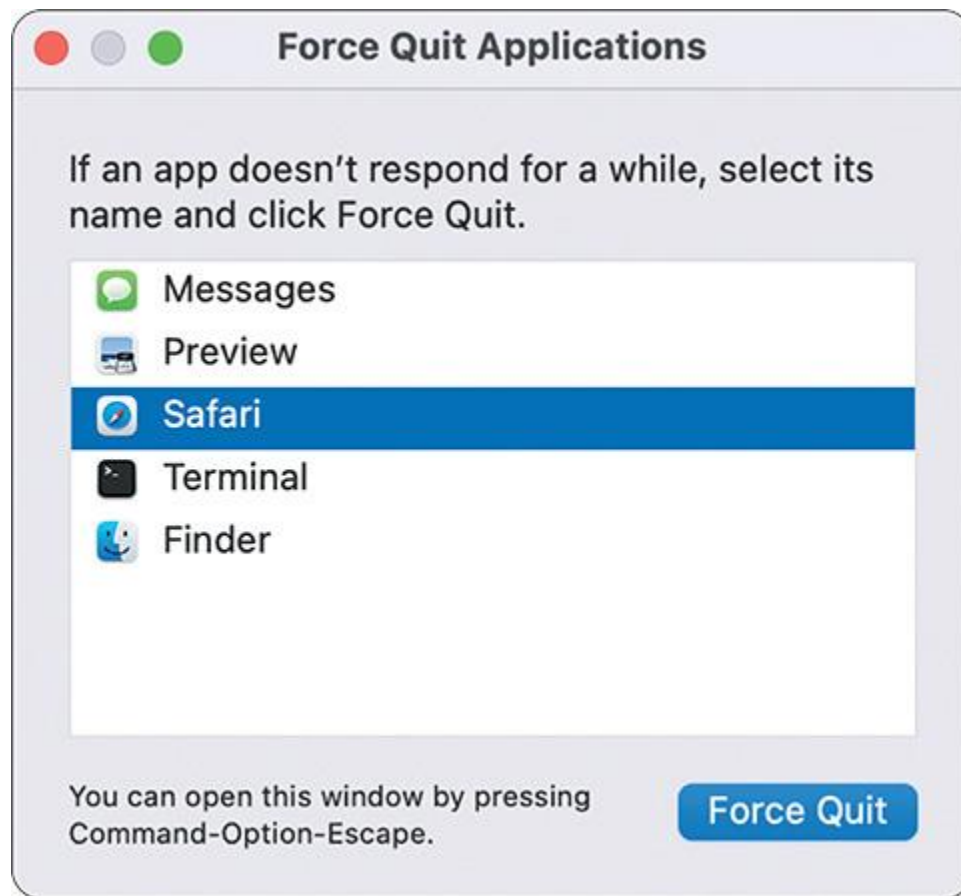 Force Quit Applications
If an app doesn’t respond for a while, select its
name and click Force Quit.
Messages
Preview
Safari
Terminal
Finder
You can open this window by pressing
Command-Option-Escape.
Force Quit